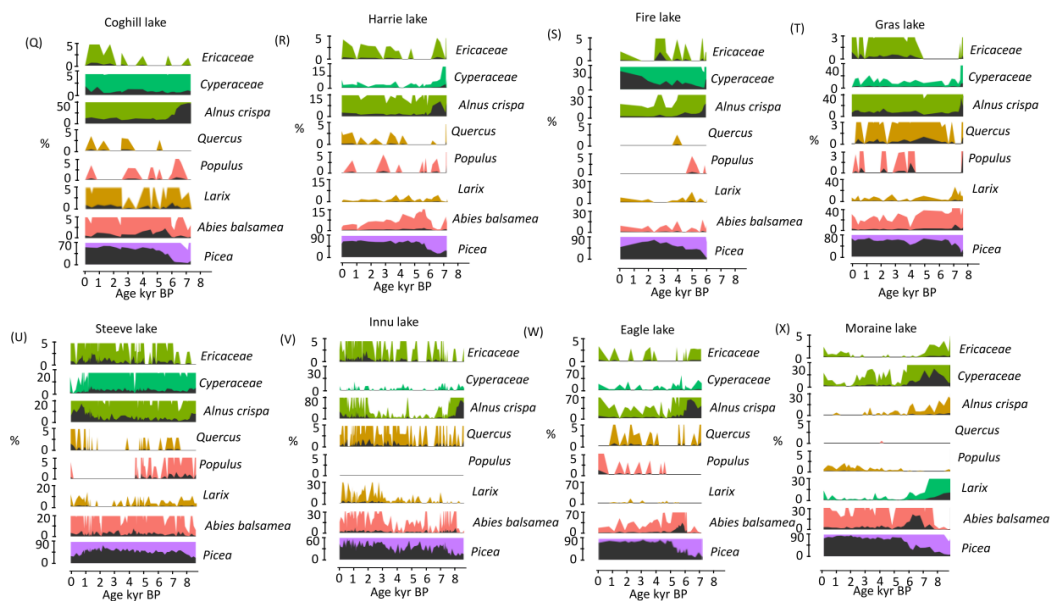 Coghill lake
(Q)
5
0
Ericaceae
5
0
Cyperaceae
50
0
Alnus crispa
5
0
Quercus
5
0
Populus
5
0
Larix
5
0
Abies balsamea
70
0
Picea
%
0 1 2 3 4 5 6 7 8
Age kyr BP
Harrie lake
(R)
5
0
Ericaceae
15
0
Cyperaceae
15
0
Alnus crispa
5
0
Quercus
5
0
Populus
15
0
Larix
15
0
Abies balsamea
90
0
Picea
%
0 1 2 3 4 5 6 7 8
Age kyr BP
Fire lake
(S)
5
0
Ericaceae
30
0
Cyperaceae
30
0
Alnus crispa
5
0
Quercus
5
0
Populus
30
0
Larix
30
0
Abies balsamea
90
0
Picea
%
0 1 2 3 4 5 6
Age kyr BP
Gras lake
(T)
3
0
Ericaceae
40
0
Cyperaceae
40
0
Alnus crispa
3
0
Quercus
3
0
Populus
40
0
Larix
40
0
Abies balsamea
80
0
Picea
%
0 1 2 3 4 5 6 7 8
Age kyr BP
Steeve lake
(U)
5
0
Ericaceae
20
0
Cyperaceae
20
0
Alnus crispa
5
0
Quercus
5
0
Populus
20
0
Larix
20
0
Abies balsamea
90
0
Picea
%
0 1 2 3 4 5 6 7 8
Age kyr BP
Innu lake
(V)
5
0
Ericaceae
30
0
Cyperaceae
80
0
Alnus crispa
5
0
Quercus
5
0
Populus
30
0
Larix
30
0
Abies balsamea
60
0
Picea
%
0 1 2 3 4 5 6 7 8
Age kyr BP
Eagle lake
(W)
5
0
Ericaceae
70
0
Cyperaceae
70
0
Alnus crispa
5
0
Quercus
5
0
Populus
70
0
Larix
70
0
Abies balsamea
90
0
Picea
%
0 1 2 3 4 5 6 7 8
Age kyr BP
Moraine lake
(X)
5
0
Ericaceae
30
0
Cyperaceae
30
0
Alnus crispa
5
0
Quercus
5
0
Populus
30
0
Larix
30
0
Abies balsamea
90
0
Picea
%
0 1 2 3 4 5 6 7 8
Age kyr BP